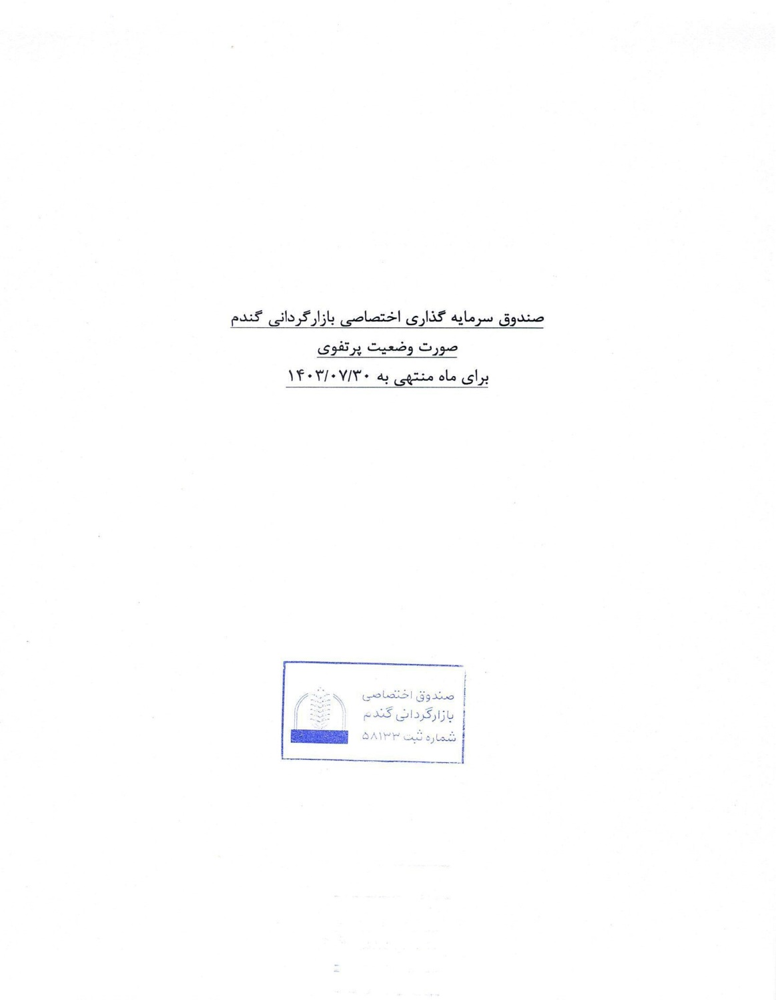 صندوق سرمایه گذاری اختصاصی بازارگردانی گندم
صورت وضعیت پرتفوی
برای ماه منتهی به ۱۴۰۳/۰۷/۳۰
صندوق اختصاصی
بازارگردانی گندم
شماره ثبت ۵۸۱۳۳